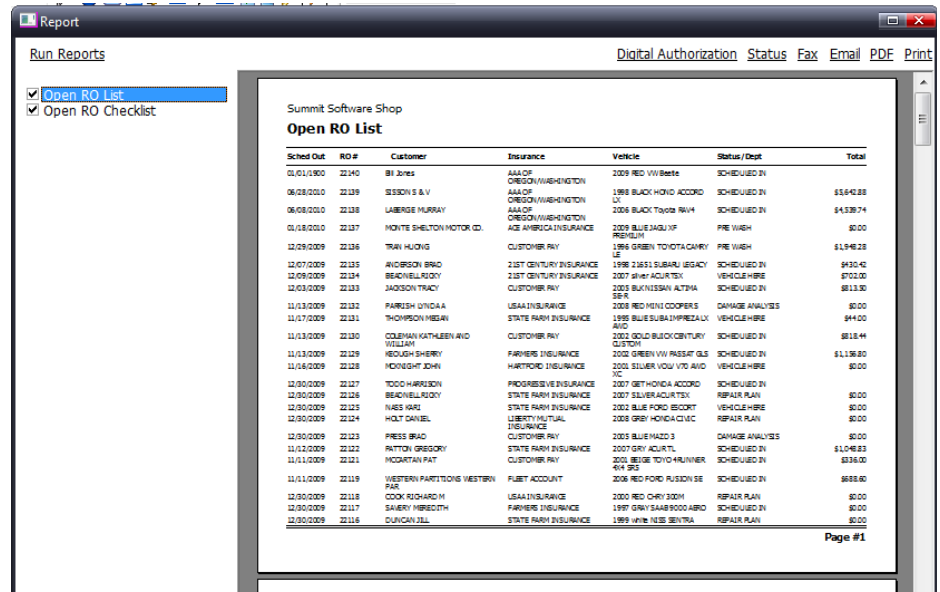 Report
Run Reports Digital Authorization Status Fax Email PDF Print
Open RO List
Open RO Checklist
Summit Software Shop
Open RO List
Sched Out RO # Customer Insurance Vehicle Status/Dept Total
01/01/1900 22140 Bil Jones AAA OF 2009 RED VW Beetle SCHEDULED IN
OREGON/WASHINGTON
06/28/2010 22139 SISSON S & V AAA OF 1998 BLACK HOND ACCORD SCHEDULED IN $5,642.88
OREGON/WASHINGTON LX
06/08/2010 22138 LABERGE MURRAY AAA OF 2006 BLACK Toyota RAV4 SCHEDULED IN $4,539.74
OREGON/WASHINGTON
01/18/2010 22137 MONTE SHELTON MOTOR CO. ACE AMERICA INSURANCE 2009 BLUE JAGU XF PRE WASH $0.00
PREMIUM
12/29/2009 22136 TRAN HUONG CUSTOMER PAY 1996 GREEN TOYOTA CAMRY PRE WASH $1,948.28
LE
12/07/2009 22135 ANDERSON BRAD 21ST CENTURY INSURANCE 1998 21651 SUBARU LEGACY SCHEDULED IN $430.42
12/09/2009 22134 BEADNELL RICKY 21ST CENTURY INSURANCE 2007 silver ACUR TSX VEHICLE HERE $702.00
12/03/2009 22133 JACKSON TRACY CUSTOMER PAY 2005 BLK NISSAN ALTIMA SCHEDULED IN $813.50
SE-R
11/13/2009 22132 PARRISH LYNDA A USAA INSURANCE 2008 RED MINI COOPER S DAMAGE ANALYSIS $0.00
11/17/2009 22131 THOMPSON MEGAN STATE FARM INSURANCE 1995 BLUE SUBA IMPREZA LX VEHICLE HERE $44.00
AWD
11/13/2009 22130 COLEMAN KATHLEEN AND CUSTOMER PAY 2002 GOLD BUICK CENTURY SCHEDULED IN $818.44
WILLIAM CUSTOM
11/13/2009 22129 KEOUGH SHERRY FARMERS INSURANCE 2002 GREEN VW PASSAT GLS SCHEDULED IN $1,156.80
11/16/2009 22128 MCKNIGHT JOHN HARTFORD INSURANCE 2001 SILVER VOLV V70 AWD VEHICLE HERE $0.00
XC
12/30/2009 22127 TODD HARRISON PROGRESSIVE INSURANCE 2007 GET HONDA ACCORD SCHEDULED IN
12/30/2009 22126 BEADNELL RICKY STATE FARM INSURANCE 2007 SILVER ACUR TSX REPAIR PLAN $0.00
12/30/2009 22125 NASS KARI STATE FARM INSURANCE 2002 BLUE FORD ESCORT VEHICLE HERE $0.00
12/30/2009 22124 HOLT DANIEL LIBERTY MUTUAL 2008 GREY HONDA CIVIC REPAIR PLAN $0.00
INSURANCE
12/30/2009 22123 PRESS BRAD CUSTOMER PAY 2005 BLUE MAZD 3 DAMAGE ANALYSIS $0.00
11/12/2009 22122 PATTON GREGORY STATE FARM INSURANCE 2007 GRY ACUR TL SCHEDULED IN $1,048.83
11/11/2009 22121 MCCARTAN PAT CUSTOMER PAY 2001 BEIGE TOYO 4RUNNER SCHEDULED IN $336.00
4X4 SR5
11/11/2009 22119 WESTERN PARTITIONS WESTERN FLEET ACCOUNT 2006 RED FORD FUSION SE SCHEDULED IN $688.60
PAR
12/30/2009 22118 COOK RICHARD M USAA INSURANCE 2000 RED CHRY 300M REPAIR PLAN $0.00
12/30/2009 22117 SAVERY MEREDITH FARMERS INSURANCE 1997 GRAY SAAB 9000 AERO SCHEDULED IN $0.00
12/30/2009 22116 DUNCAN JILL STATE FARM INSURANCE 1999 white NISS SENTRA REPAIR PLAN $0.00
Page #1